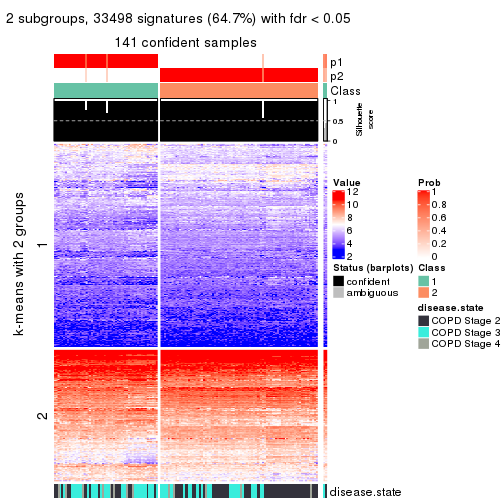 2 subgroups, 33498 signatures (64.7%) with fdr < 0.05
141 confident samples
p1
p2
Class
1
0.5
0
Silhouette
score
k-means with 2 groups
1
2
disease.state
Value
12
10
8
6
4
2
Prob
1
0.8
0.6
0.4
0.2
0
Status (barplots)
confident
ambiguous
Class
1
2
disease.state
COPD Stage 2
COPD Stage 3
COPD Stage 4